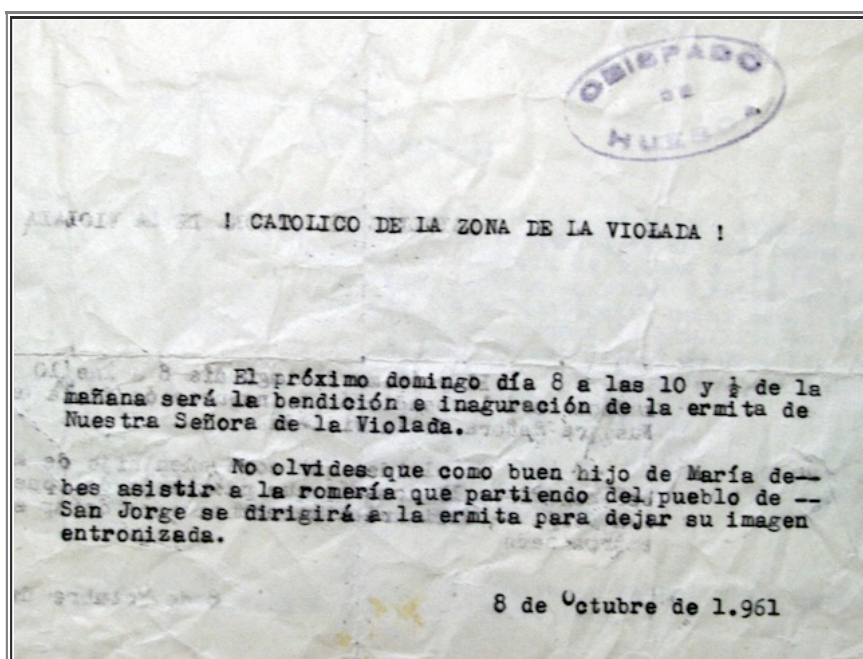 OBISPADO
DE
HUESCA
! CATOLICO DE LA ZONA DE LA VIOLADA !
El próximo domingo día 8 a las 10 y ½ de la
mañana será la bendición e inaguración de la ermita de
Nuestra Señora de la Violada.
No olvides que como buen hijo de María de--
bes asistir a la romería que partiendo del pueblo de --
San Jorge se dirigirá a la ermita para dejar su imagen
entronizada.
8 de Octubre de 1.961